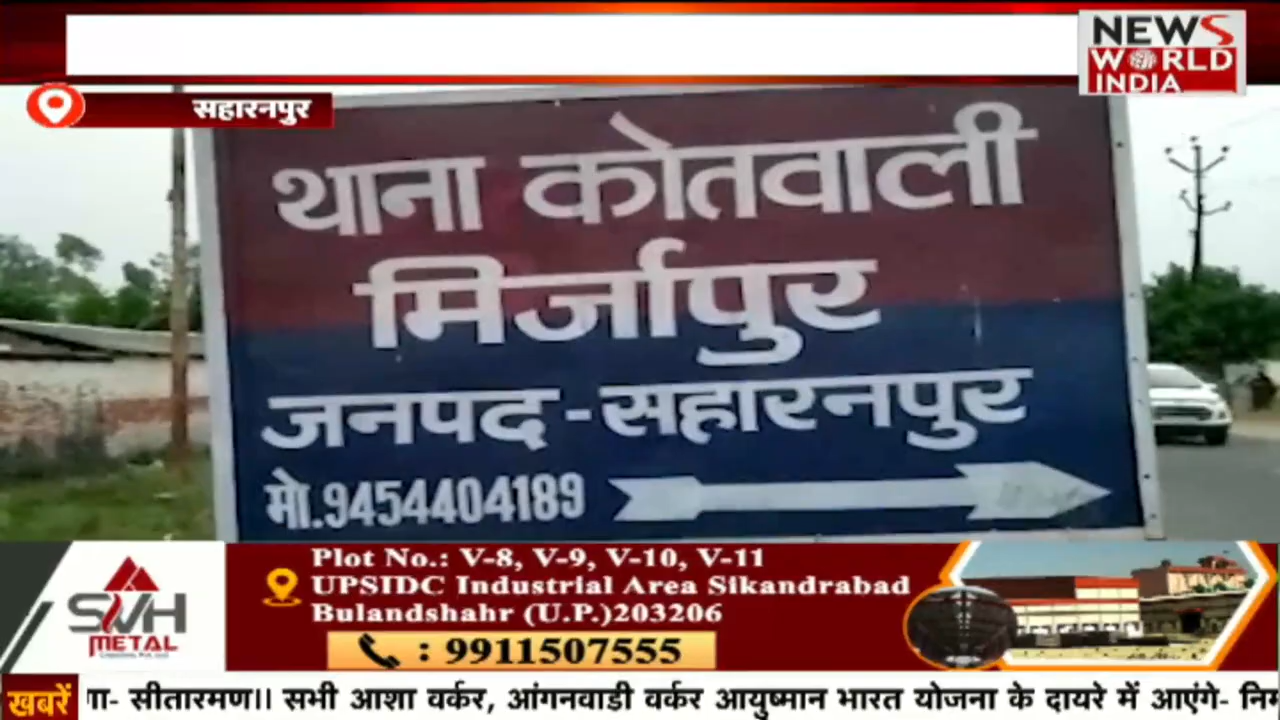 NEWS
WORLD
INDIA
सहारनपुर
थाना कोतवाली
मिर्जापुर
जनपद-सहारनपुर
मो.9454404189
SVH
METAL
Plot No.: V-8, V-9, V-10, V-11
UPSIDC Industrial Area Sikandrabad
Bulandshahr (U.P.)203206
: 9911507555
खबरें
गा- सीतारमण॥ सभी आशा वर्कर, आंगनवाडी वर्कर आयुष्मान भारत योजना के दायरे में आएंगे-